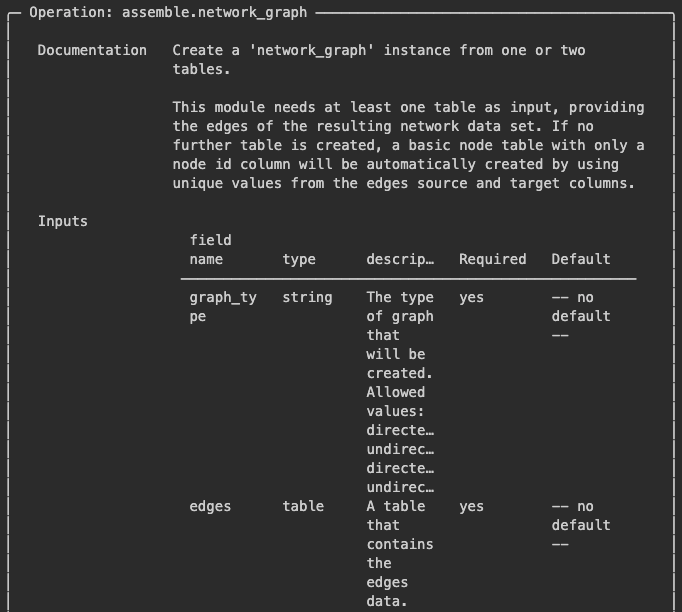 Operation: assemble.network_graph
Documentation Create a 'network_graph' instance from one or two
tables.
This module needs at least one table as input, providing
the edges of the resulting network data set. If no
further table is created, a basic node table with only a
node id column will be automatically created by using
unique values from the edges source and target columns.
Inputs
field
name type descrip… Required Default
graph_ty string The type yes -- no
pe of graph default
that --
will be
created.
Allowed
values:
directe…
undirec…
directe…
undirec…
edges table A table yes -- no
that default
contains --
the
edges
data.